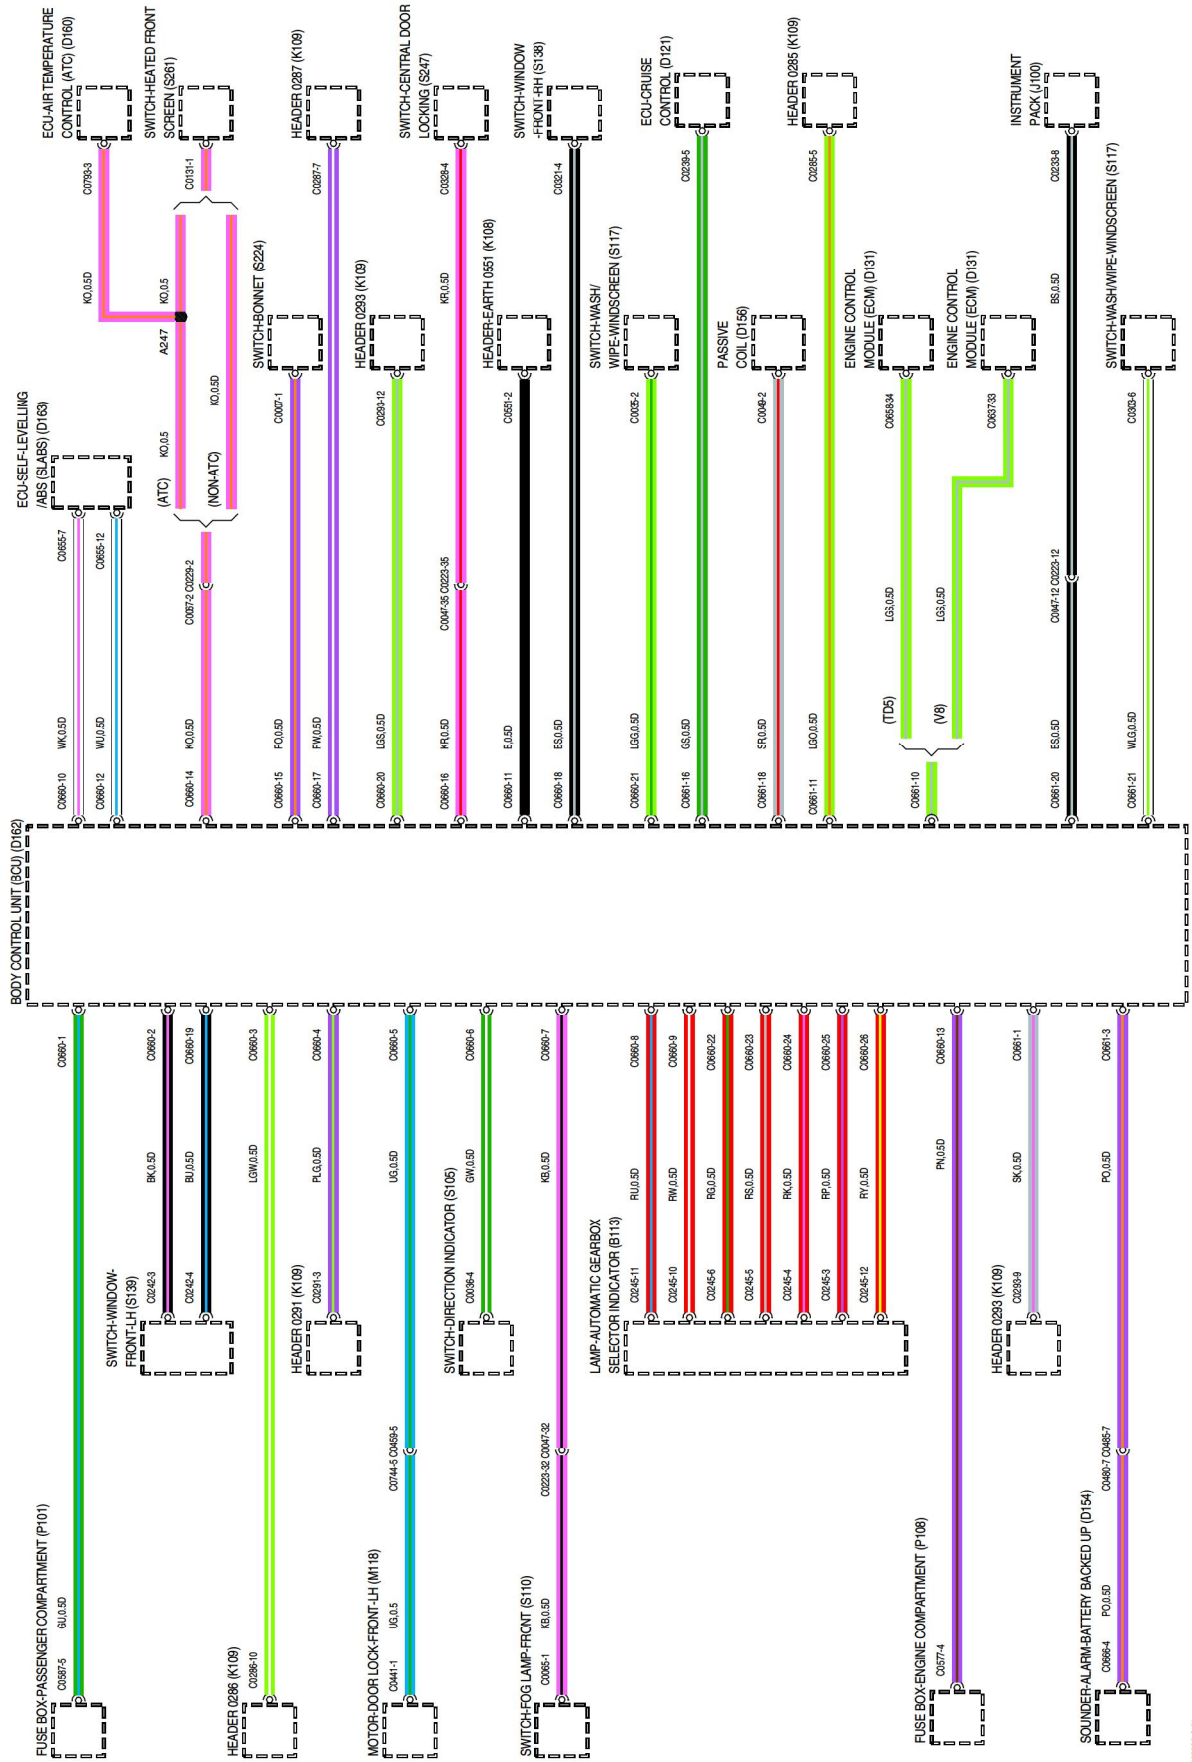 BODY CONTROL UNIT (BCU) (D162)
FUSE BOX-PASSENGER COMPARTMENT (P101)
C0587-5
GU,0.5D
C0660-1
SWITCH-WINDOW-
FRONT-LH (S139)
C0242-3
BK,0.5D
C0660-2
C0242-4
BU,0.5D
C0660-19
HEADER 0286 (K109)
C0286-10
LGW,0.5D
C0660-3
HEADER 0291 (K109)
C0291-3
PLG,0.5D
C0660-4
MOTOR-DOOR LOCK-FRONT-LH (M118)
C0441-1
UG,0.5
C0744-5 C0459-5
UG,0.5D
C0660-5
SWITCH-DIRECTION INDICATOR (S105)
C0036-4
GW,0.5D
C0660-6
SWITCH-FOG LAMP-FRONT (S110)
C0065-1
KB,0.5D
C0223-32 C0047-32
KB,0.5D
C0660-7
LAMP-AUTOMATIC GEARBOX
SELECTOR INDICATOR (B113)
C0245-11
RU,0.5D
C0660-8
C0245-10
RW,0.5D
C0660-9
C0245-6
RG,0.5D
C0660-22
C0245-5
RS,0.5D
C0660-23
C0245-4
RK,0.5D
C0660-24
C0245-3
RP,0.5D
C0660-25
C0245-12
RY,0.5D
C0660-26
FUSE BOX-ENGINE COMPARTMENT (P108)
C0577-4
PN,0.5D
C0660-13
HEADER 0293 (K109)
C0293-9
SK,0.5D
C0661-1
SOUNDER-ALARM-BATTERY BACKED UP (D154)
C0666-4
PO,0.5D
C0480-7 C0485-7
PO,0.5D
C0661-3
C0660-10
WK,0.5D
C0655-7
ECU-SELF-LEVELLING
/ABS (SLABS) (D163)
C0660-12
WU,0.5D
C0655-12
C0660-14
KO,0.5D
C0037-2 C0229-2
(ATC)
KO,0.5
A247
KO,0.5
KO,0.5D
C0793-3
ECU-AIR TEMPERATURE
CONTROL (ATC) (D160)
(NON-ATC)
KO,0.5D
C0131-1
SWITCH-HEATED FRONT
SCREEN (S261)
C0660-15
FO,0.5D
C0007-1
SWITCH-BONNET (S224)
C0660-17
FW,0.5D
C0287-7
HEADER 0287 (K109)
C0660-20
LGS,0.5D
C0293-12
HEADER 0293 (K109)
C0660-16
KR,0.5D
C0047-35 C0223-35
KR,0.5D
C0328-4
SWITCH-CENTRAL DOOR
LOCKING (S247)
C0660-11
E,0.5D
C0551-2
HEADER-EARTH 0551 (K108)
C0660-18
ES,0.5D
C0321-4
SWITCH-WINDOW
-FRONT-RH (S138)
C0660-21
LGG,0.5D
C0035-2
SWITCH-WASH/
WIPE-WINDSCREEN (S117)
C0661-16
GS,0.5D
C0239-5
ECU-CRUISE
CONTROL (D121)
C0661-18
SR,0.5D
C0049-2
PASSIVE
COIL (D156)
C0661-11
LGO,0.5D
C0285-5
HEADER 0285 (K109)
C0661-10
(TD5)
LGS,0.5D
C0658-34
ENGINE CONTROL
MODULE (ECM) (D131)
(V8)
LGS,0.5D
C0637-33
ENGINE CONTROL
MODULE (ECM) (D131)
C0661-20
ES,0.5D
C0047-12 C0223-12
BS,0.5D
C0233-8
INSTRUMENT
PACK (J100)
C0661-21
WLG,0.5D
C0303-6
SWITCH-WASH/WIPE-WINDSCREEN (S117)